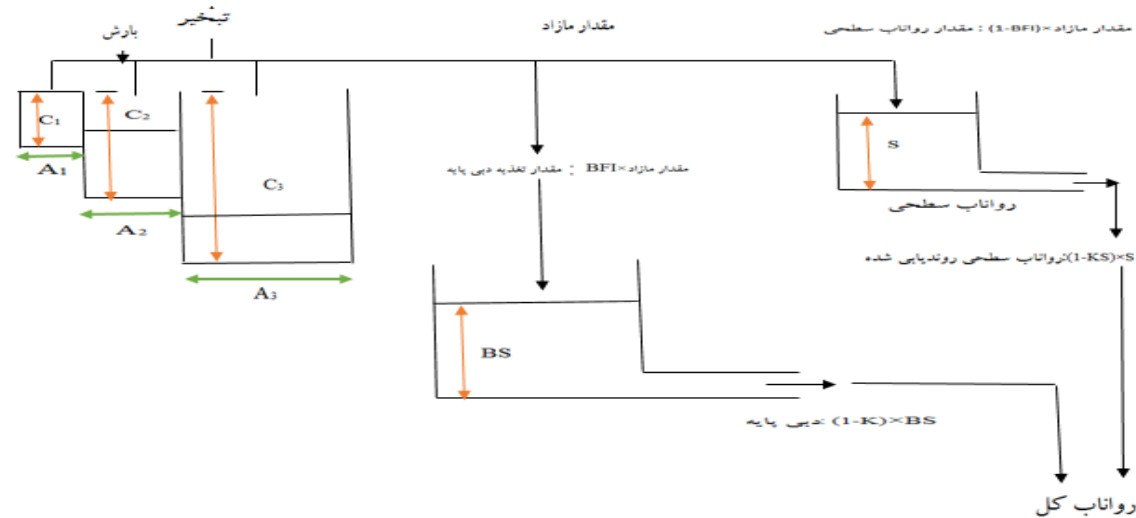 تبخیر
بارش
مقدار مازاد
مقدار مازاد×(1-BFI) : مقدار رواناب سطحی
C₁
C₂
C₃
S
A₁
A₂
A₃
مقدار مازاد×BFI : مقدار تغذیه دبی پایه
رواناب سطحی
(1-KS)×S:رواناب سطحی روندیابی شده
BS
(1-K)×BS :دبی پایه
رواناب کل